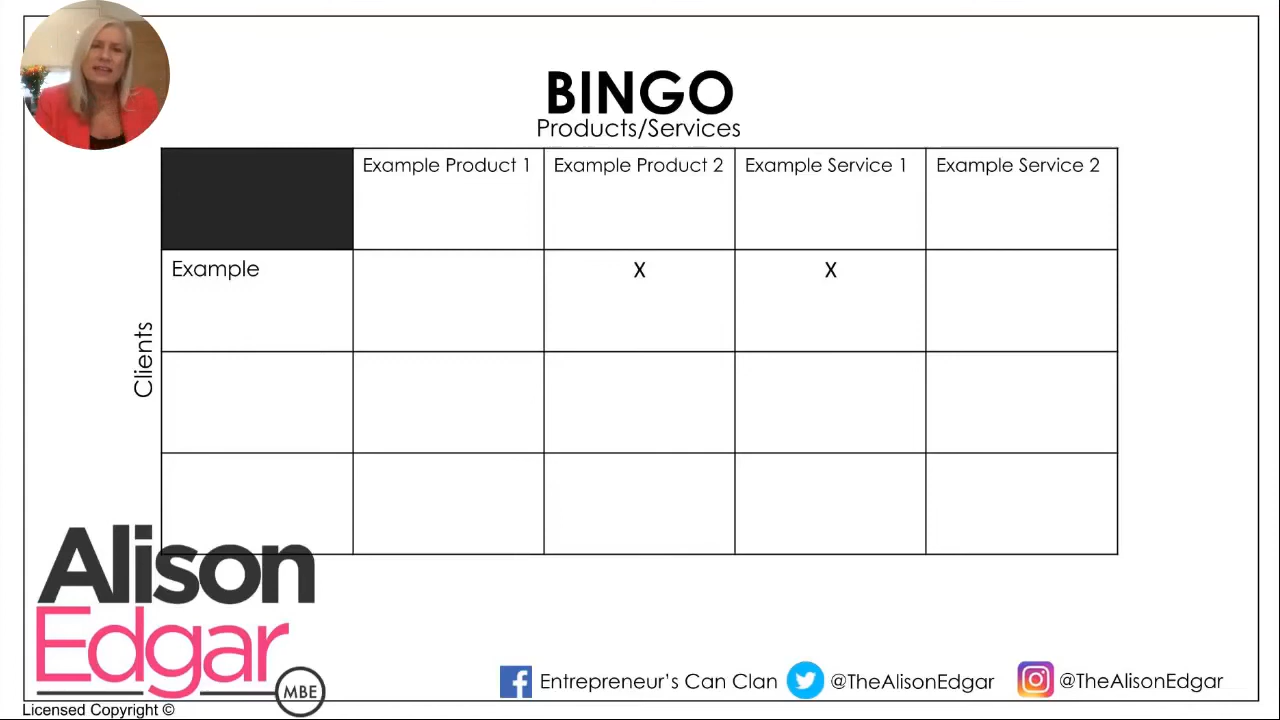 BINGO
Products/Services
Example Product 1
Example Product 2
Example Service 1
Example Service 2
Clients
Example
X
X
Alison
Edgar
MBE
Entrepreneur's Can Clan
@TheAlisonEdgar
@TheAlisonEdgar
Licensed Copyright ©